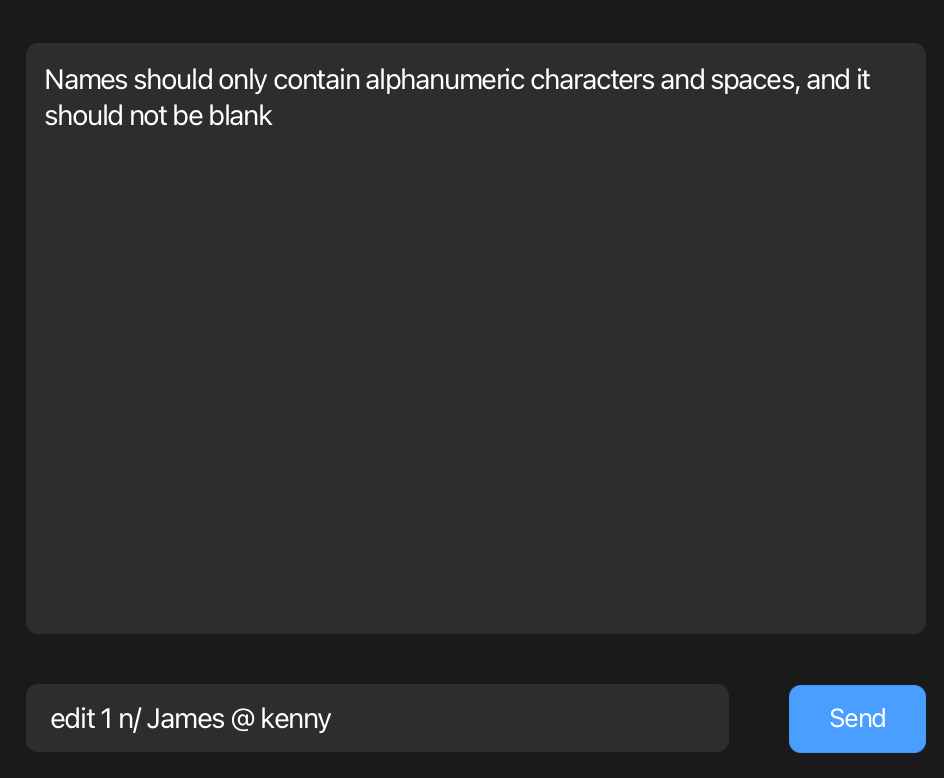 Names should only contain alphanumeric characters and spaces, and it
should not be blank
edit 1 n/ James @ kenny
Send